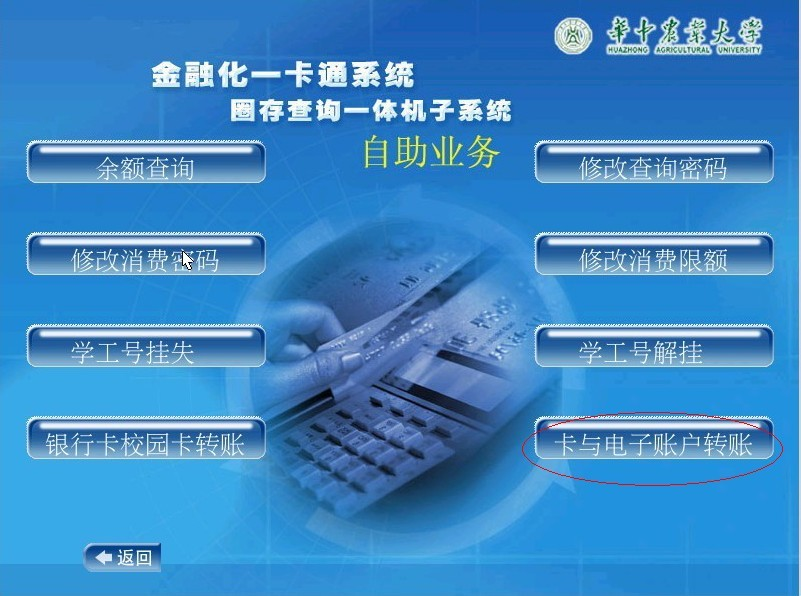 华中农业大学
HUAZHONG AGRICULTURAL UNIVERSITY
金融化一卡通系统
圈存查询一体机子系统
自助业务
余额查询
修改查询密码
修改消费密码
修改消费限额
学工号挂失
学工号解挂
银行卡校园卡转账
卡与电子账户转账
返回